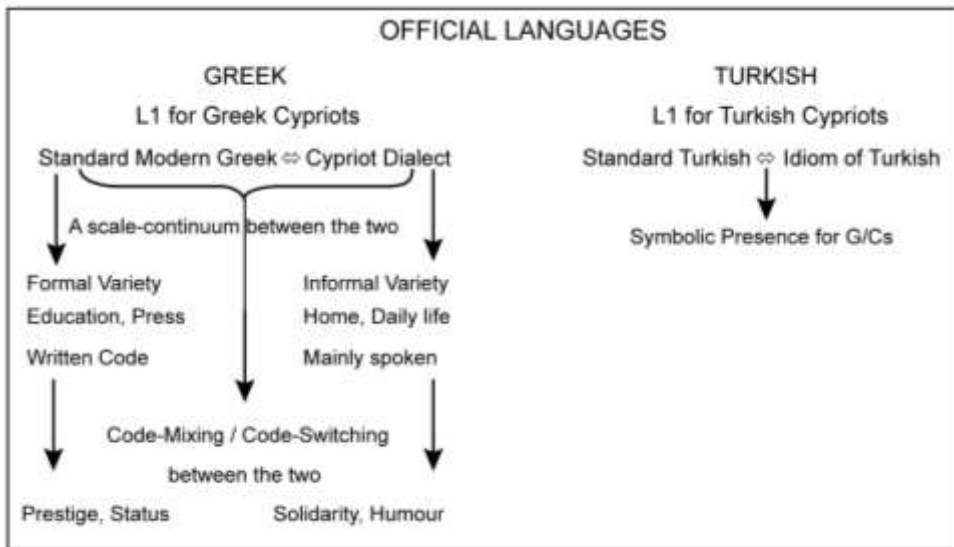 OFFICIAL LANGUAGES
GREEK
L1 for Greek Cypriots
Standard Modern Greek ⇔ Cypriot Dialect
A scale-continuum between the two
Formal Variety
Education, Press
Written Code
Informal Variety
Home, Daily life
Mainly spoken
Code-Mixing / Code-Switching
between the two
Prestige, Status
Solidarity, Humour
TURKISH
L1 for Turkish Cypriots
Standard Turkish ⇔ Idiom of Turkish
Symbolic Presence for G/Cs